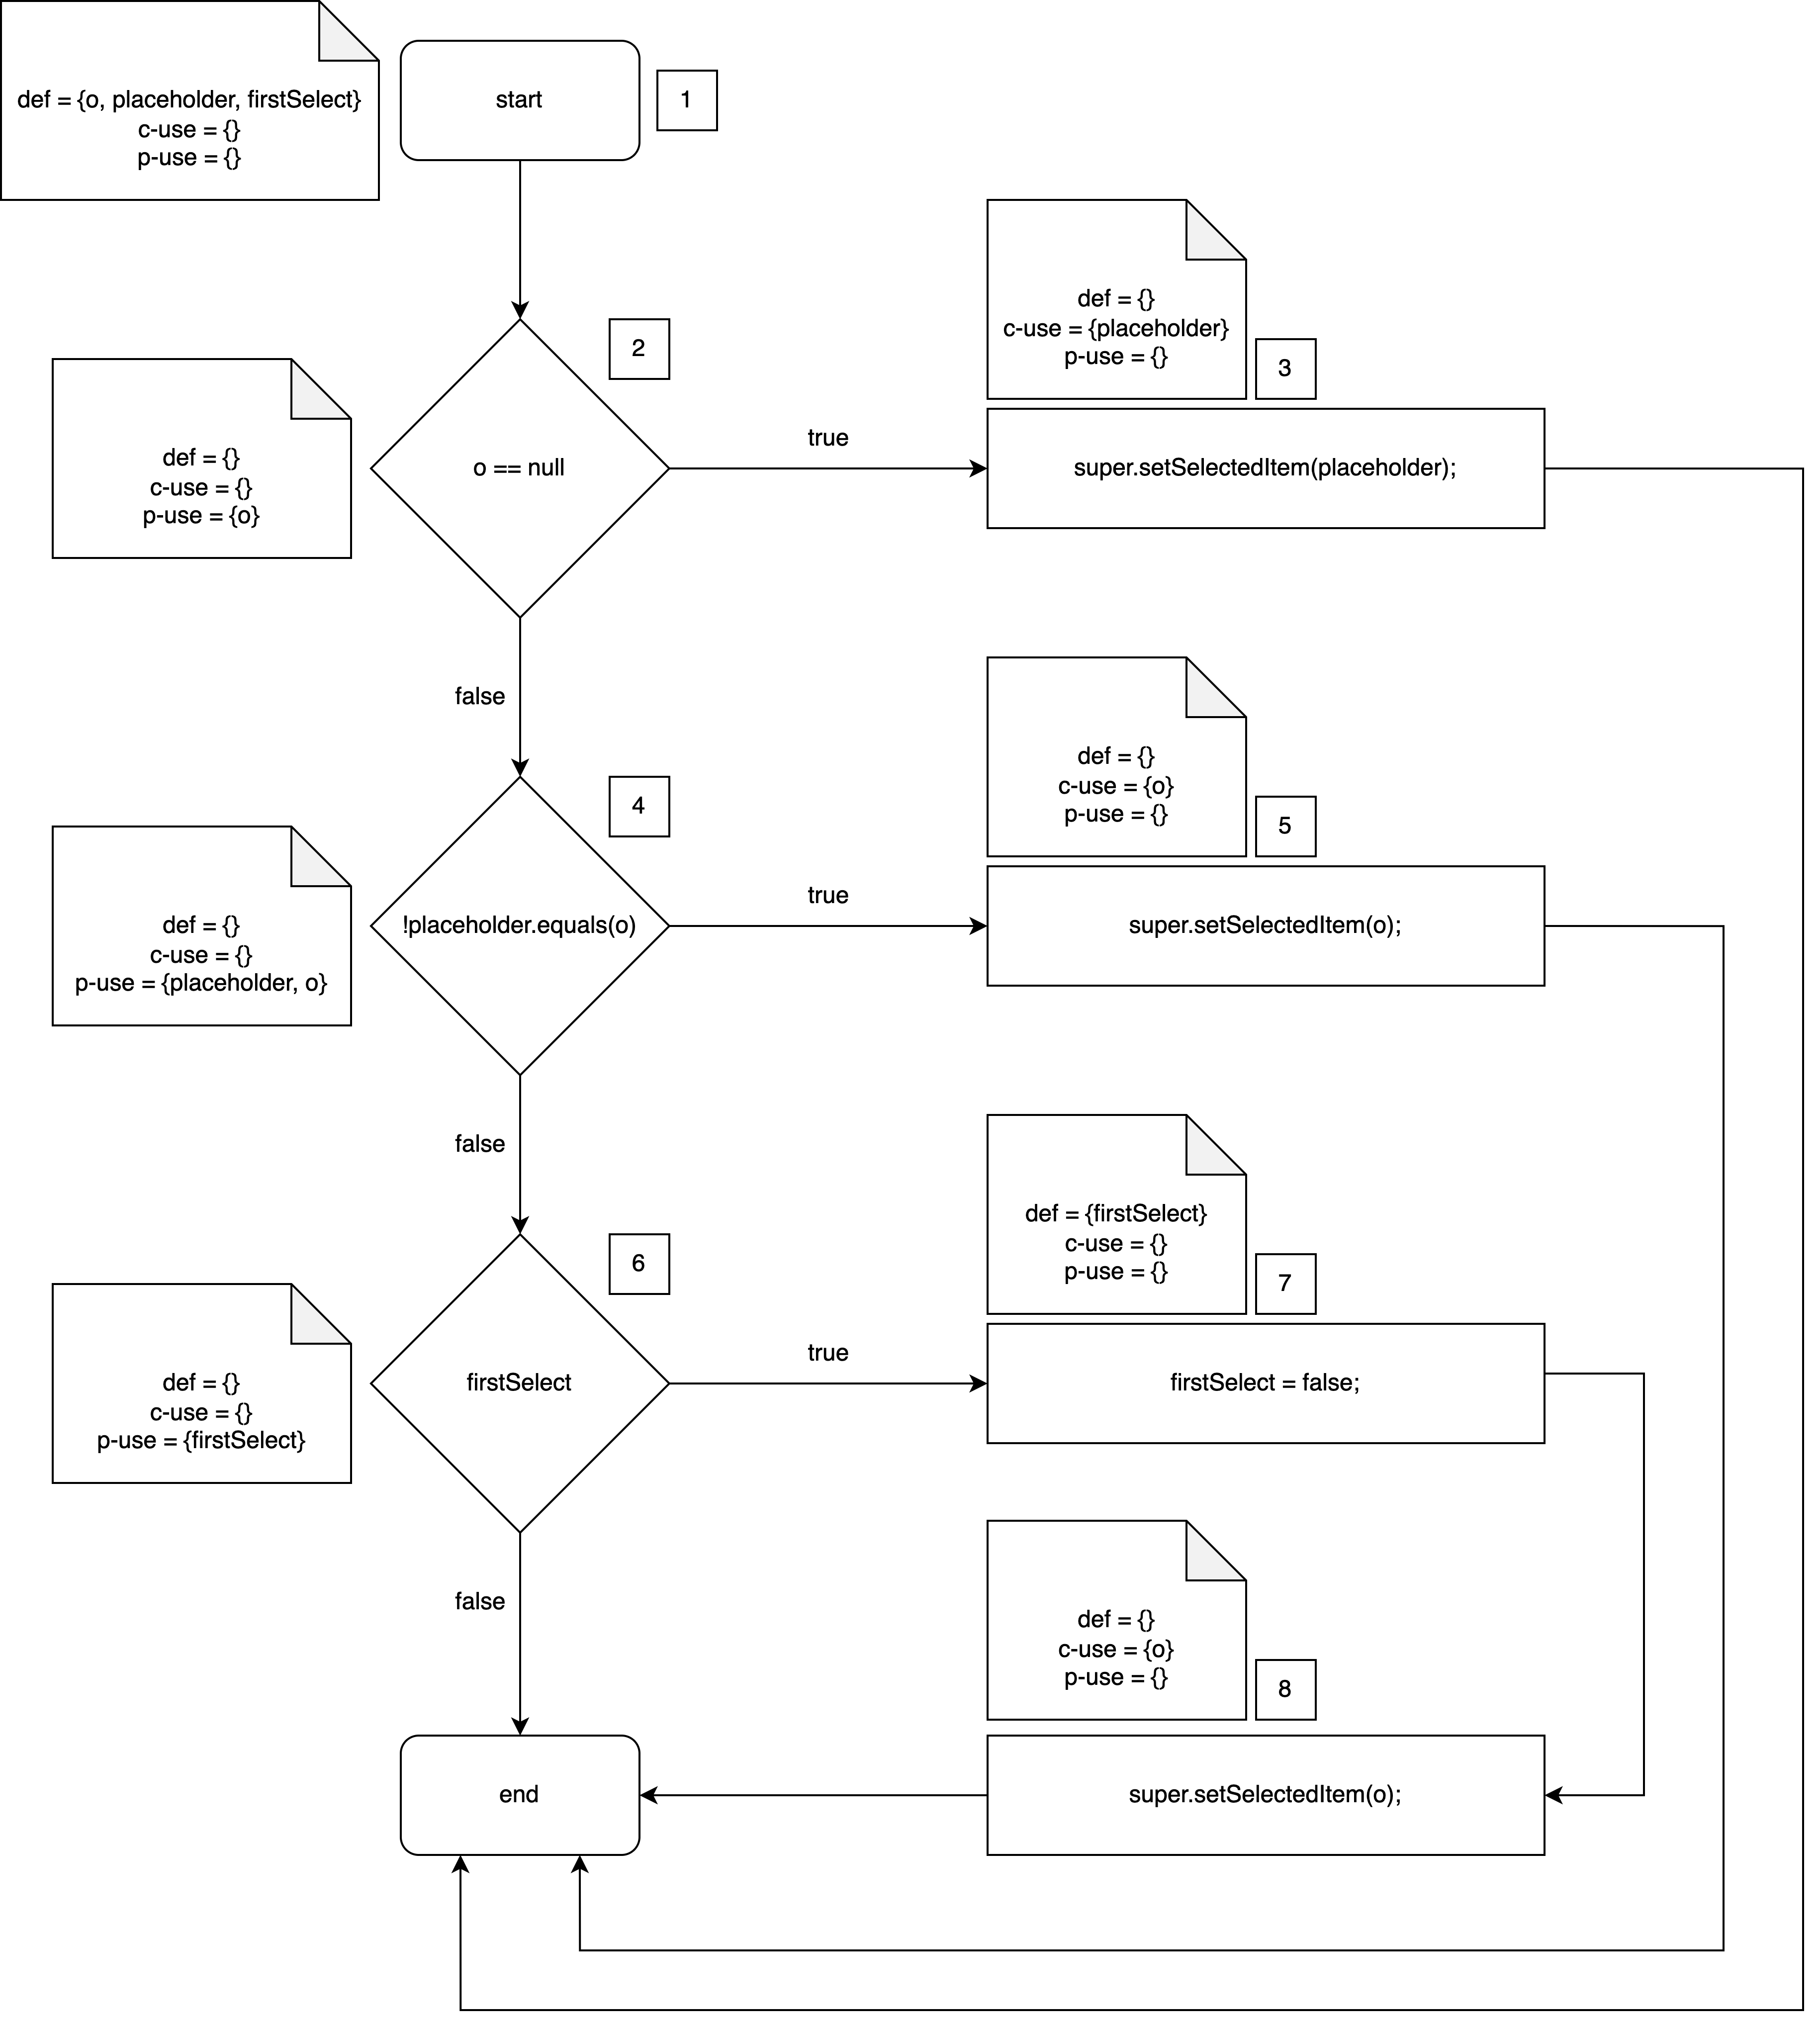 def = {o, placeholder, firstSelect}
c-use = {}
p-use = {}
start
1
def = {}
c-use = {placeholder}
p-use = {}
3
2
def = {}
c-use = {}
p-use = {o}
o == null
true
super.setSelectedItem(placeholder);
false
def = {}
c-use = {o}
p-use = {}
5
4
def = {}
c-use = {}
p-use = {placeholder, o}
!placeholder.equals(o)
true
super.setSelectedItem(o);
false
def = {firstSelect}
c-use = {}
p-use = {}
7
6
def = {}
c-use = {}
p-use = {firstSelect}
firstSelect
true
firstSelect = false;
false
def = {}
c-use = {o}
p-use = {}
8
end
super.setSelectedItem(o);